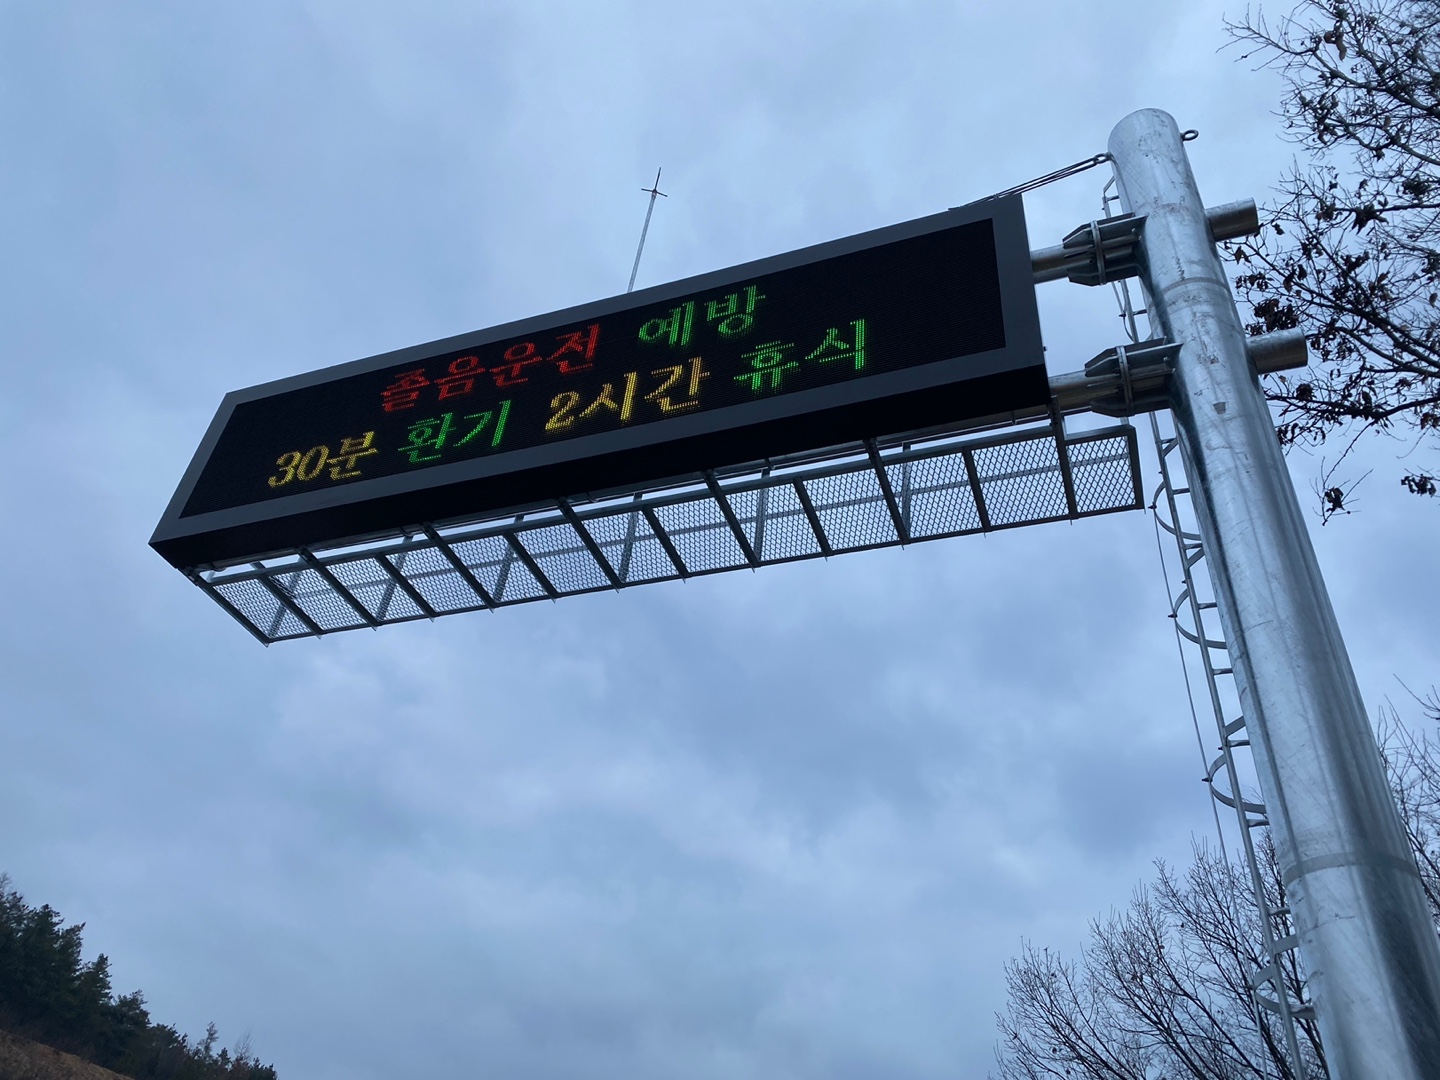 졸음운전 예방
30분 환기 2시간 휴식